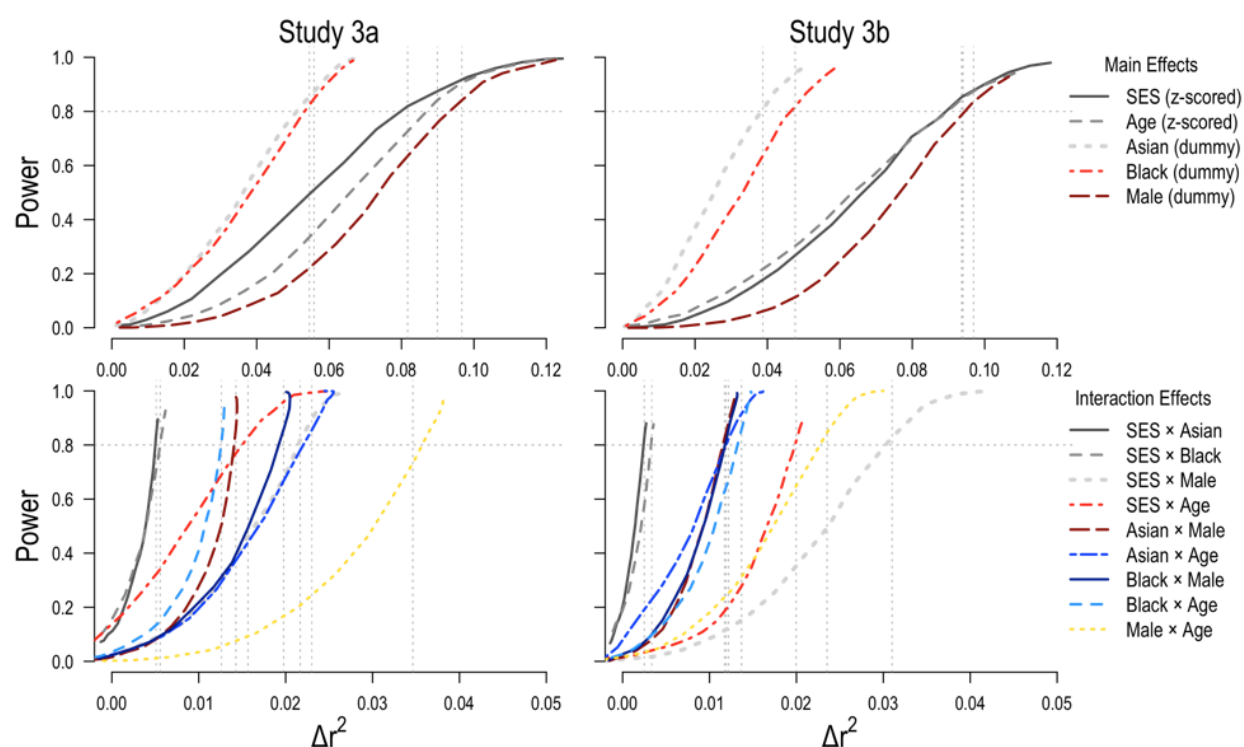 Study 3a
Study 3b
Power
1.0
0.8
0.6
0.4
0.2
0.0
0.00 0.02 0.04 0.06 0.08 0.10 0.12
0.00 0.02 0.04 0.06 0.08 0.10 0.12
Main Effects
SES (z-scored)
Age (z-scored)
Asian (dummy)
Black (dummy)
Male (dummy)
Power
1.0
0.8
0.6
0.4
0.2
0.0
0.00 0.01 0.02 0.03 0.04 0.05
0.00 0.01 0.02 0.03 0.04 0.05
Δr²
Δr²
Interaction Effects
SES × Asian
SES × Black
SES × Male
SES × Age
Asian × Male
Asian × Age
Black × Male
Black × Age
Male × Age